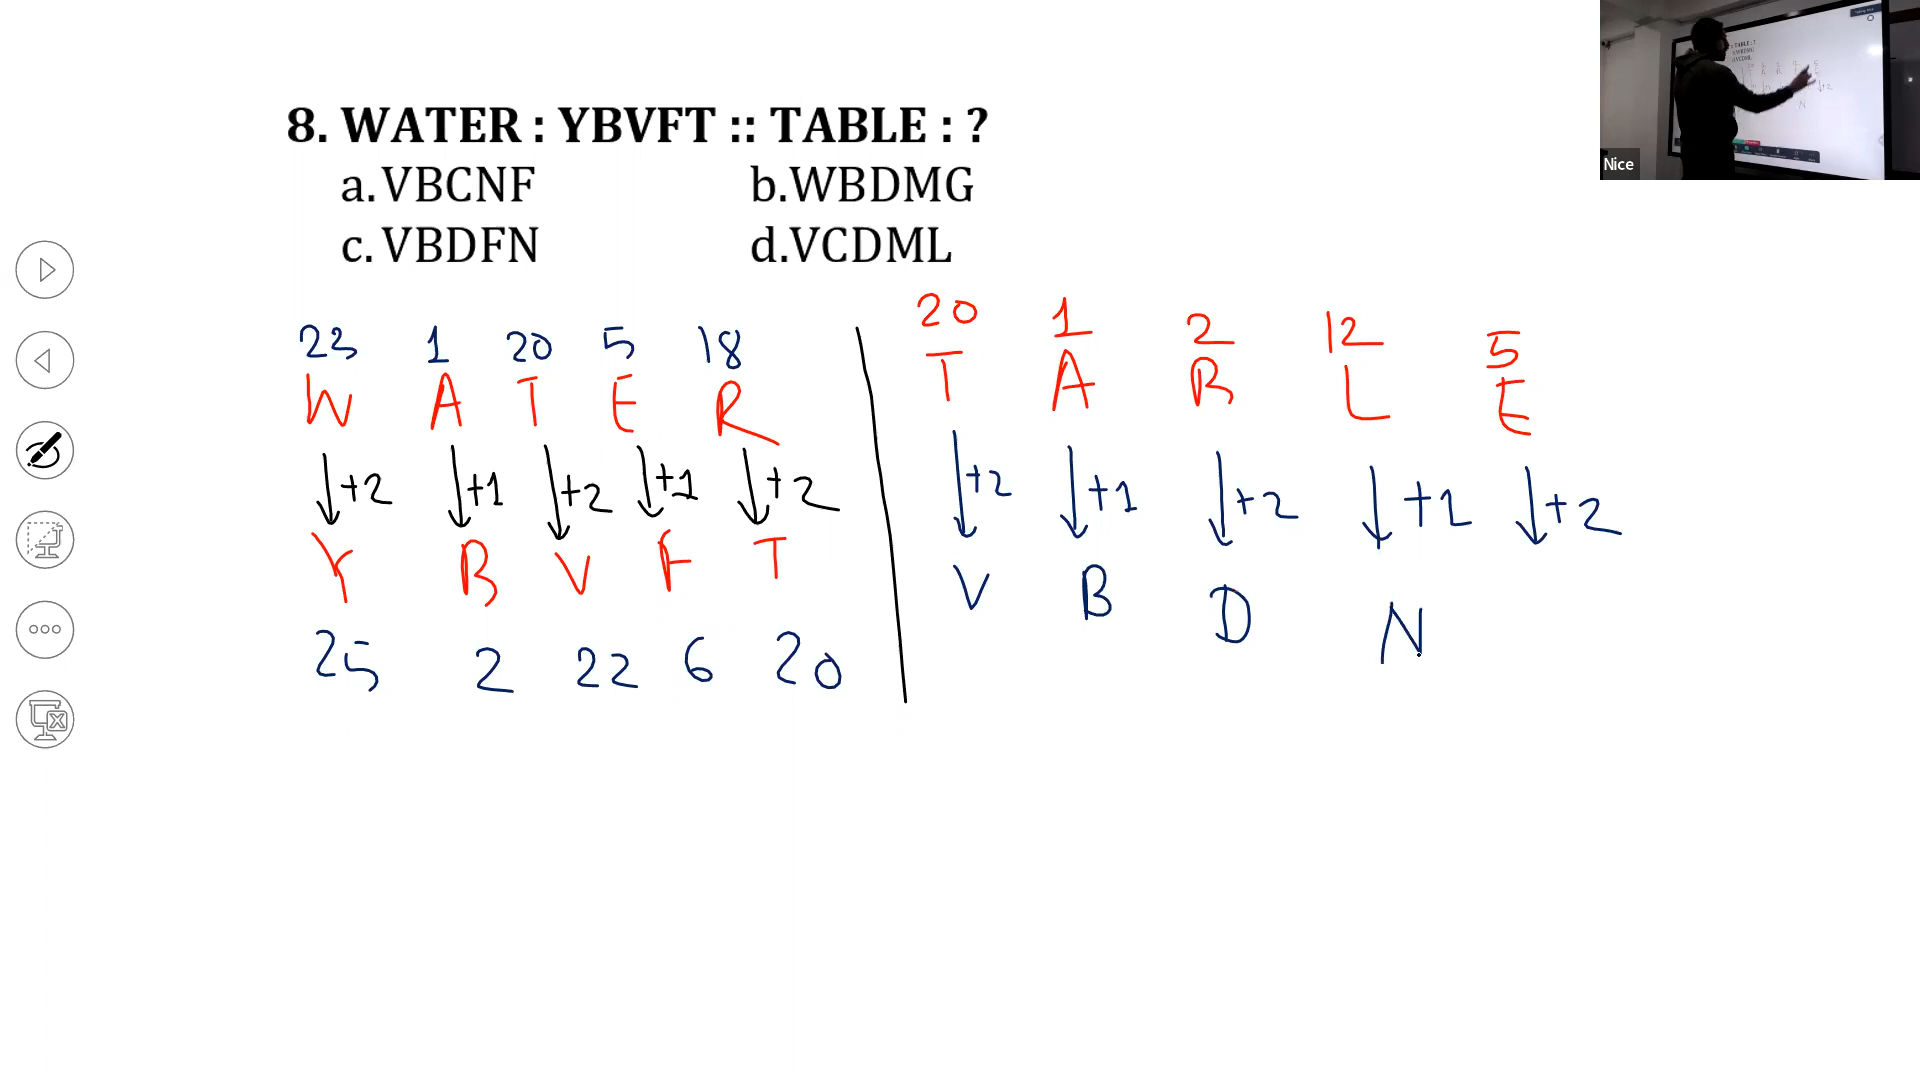 8. WATER : YBVFT :: TABLE : ?
a. VBCNF b.WBDMG
c. VBDFN d.VCDML
23 1 20 5 18
W A T E R
+2 +1 +2 +1 +2
Y B V F T
25 2 22 6 20
20 1 2 12 5
T A B L E
+2 +1 +2 +1 +2
V B D N
Nice